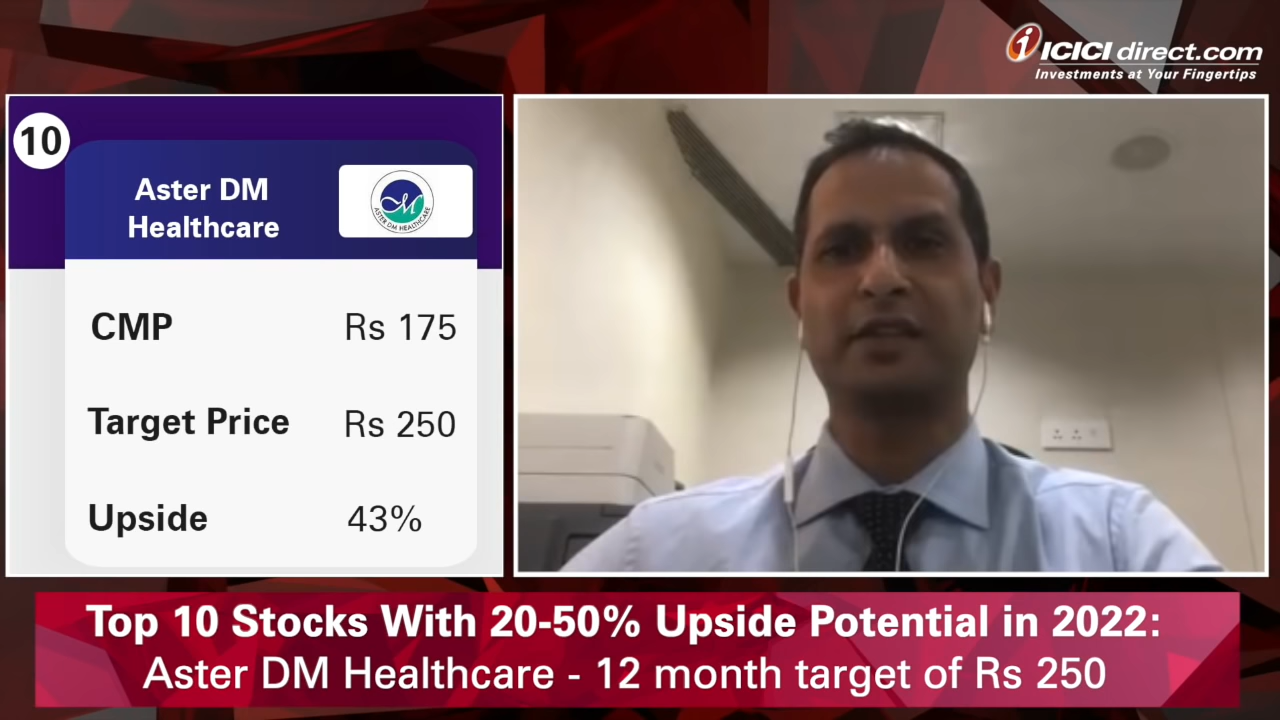 ICICI direct.com
Investments at Your Fingertips
10
Aster DM
Healthcare
M
ASTER DM HEALTHCARE
CMP Rs 175
Target Price Rs 250
Upside 43%
Top 10 Stocks With 20-50% Upside Potential in 2022:
Aster DM Healthcare - 12 month target of Rs 250